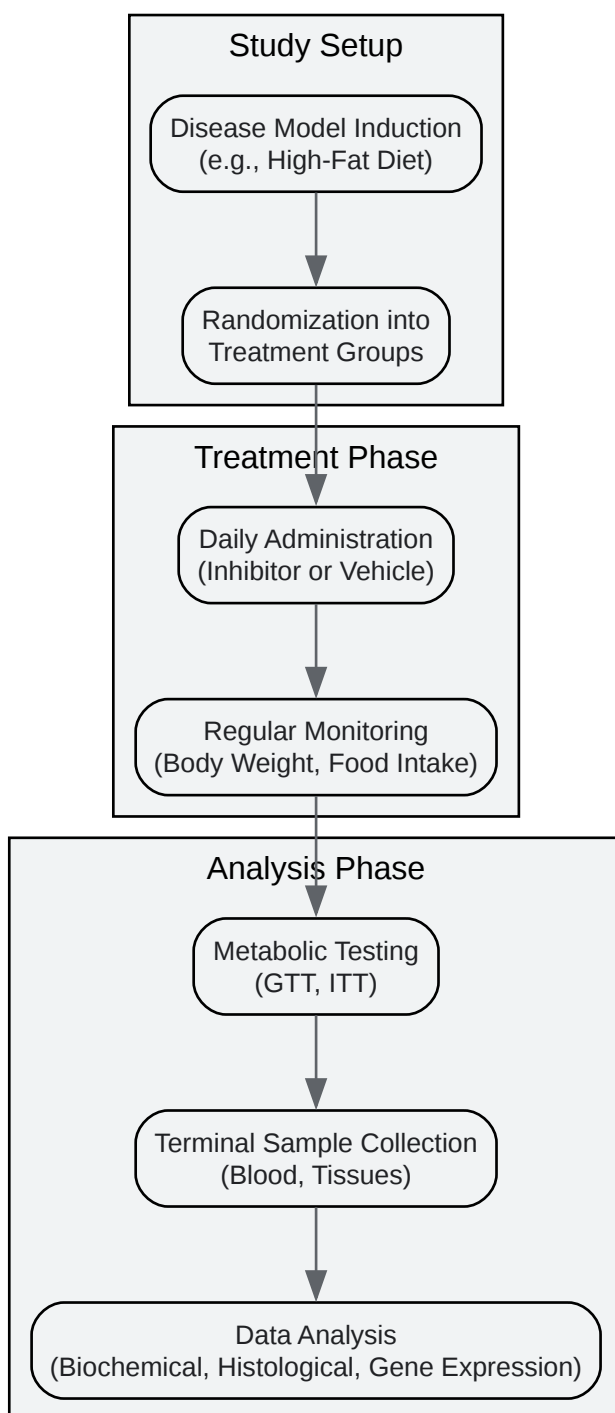 Study Setup
Disease Model Induction
(e.g., High-Fat Diet)
Randomization into
Treatment Groups
Treatment Phase
Daily Administration
(Inhibitor or Vehicle)
Regular Monitoring
(Body Weight, Food Intake)
Analysis Phase
Metabolic Testing
(GTT, ITT)
Terminal Sample Collection
(Blood, Tissues)
Data Analysis
(Biochemical, Histological, Gene Expression)